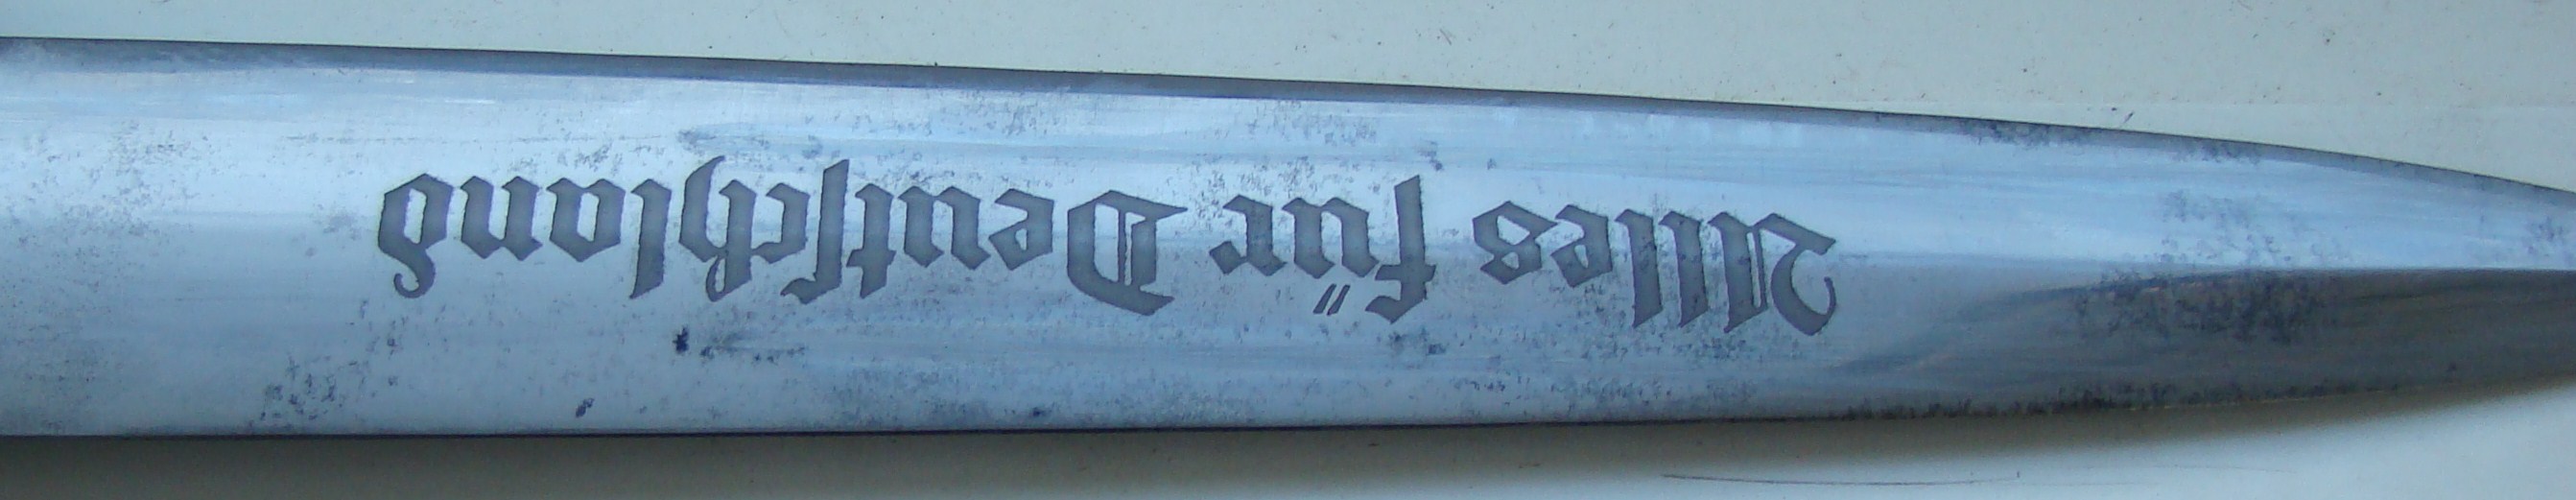 Alles für Deutschland